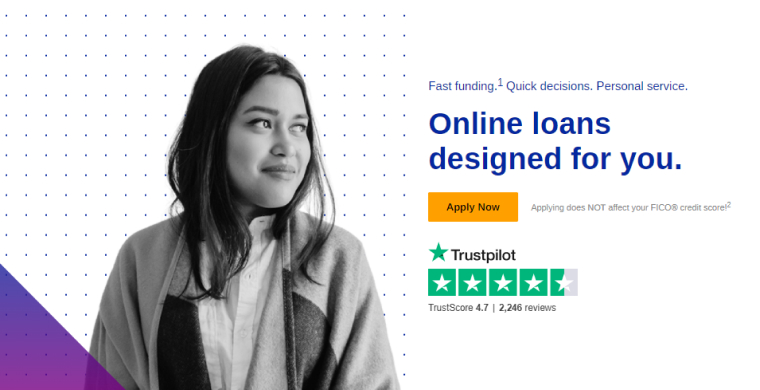 Fast funding.1 Quick decisions. Personal service.
Online loans
designed for you.
Apply Now
Applying does NOT affect your FICO® credit score!2
Trustpilot
TrustScore 4.7 | 2,246 reviews